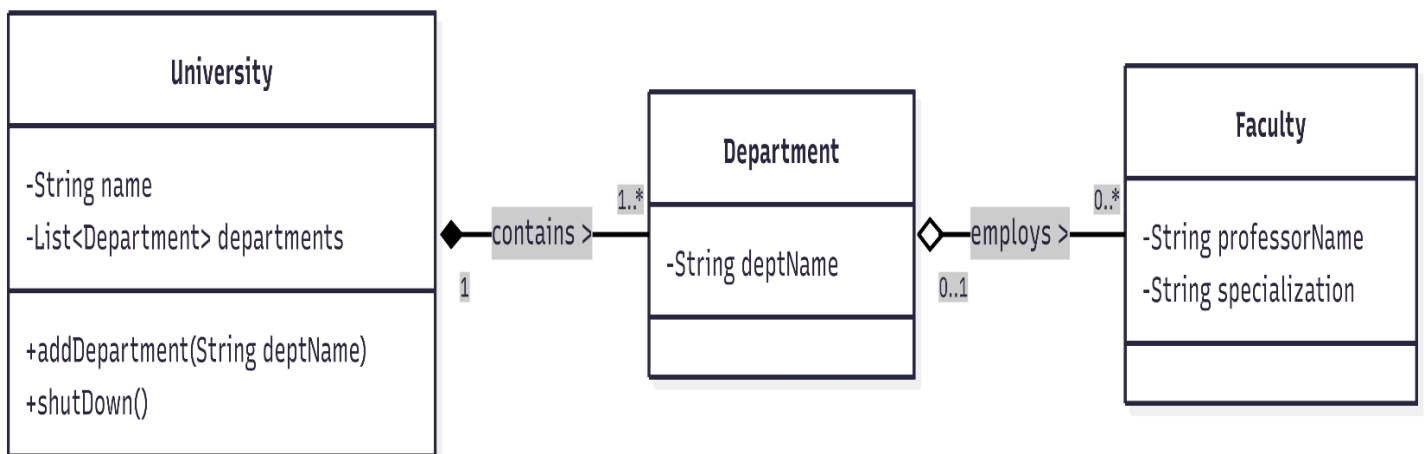 University
-String name
-List<Department> departments
+addDepartment(String deptName)
+shutDown()
1
contains >
1..*
Department
-String deptName
0..1
employs >
0..*
Faculty
-String professorName
-String specialization